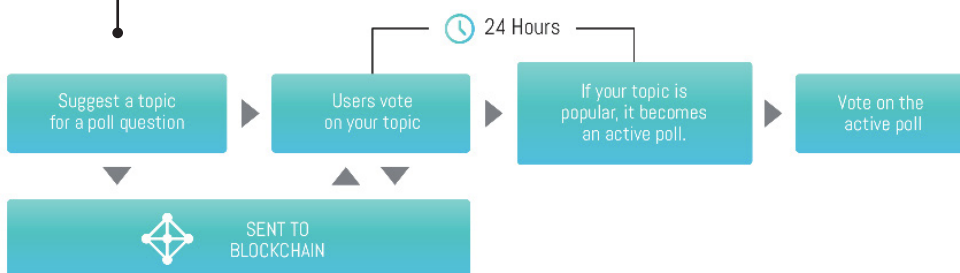 24 Hours
Suggest a topic
for a poll question
Users vote
on your topic
If your topic is
popular, it becomes
an active poll.
Vote on the
active poll
SENT TO
BLOCKCHAIN